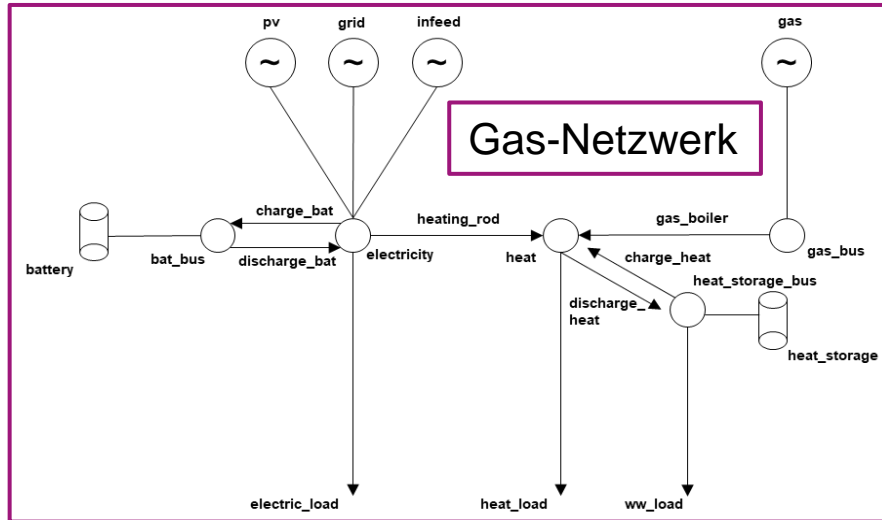 pv
grid
infeed
gas
~
~
~
~
Gas-Netzwerk
charge_bat
heating_rod
gas_boiler
battery
bat_bus
discharge_bat
electricity
heat
charge_heat
gas_bus
heat_storage_bus
discharge_
heat
heat_storage
electric_load
heat_load
ww_load